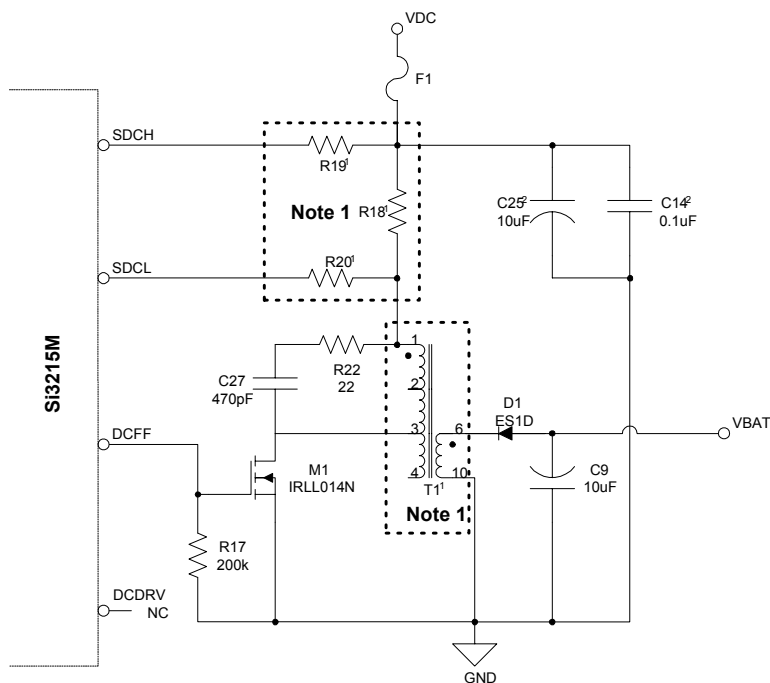 VDC
F1
SDCH
R19¹
Note 1
R18¹
C25²
10uF
C14²
0.1uF
SDCL
R20¹
Si3215M
1
R22
22
C27
470pF
2
D1
ES1D
VBAT
3
6
DCFF
M1
IRLL014N
4
10
T1¹
C9
10uF
Note 1
R17
200k
DCDRV
NC
GND